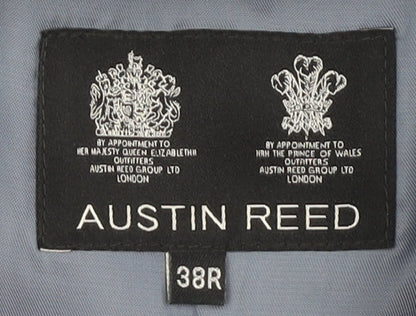 BY APPOINTMENT TO
HER MAJESTY QUEEN ELIZABETH II
OUTFITTERS
AUSTIN REED GROUP LTD
LONDON
BY APPOINTMENT TO
HRH THE PRINCE OF WALES
OUTFITTERS
AUSTIN REED GROUP LTD
LONDON
AUSTIN REED
38R